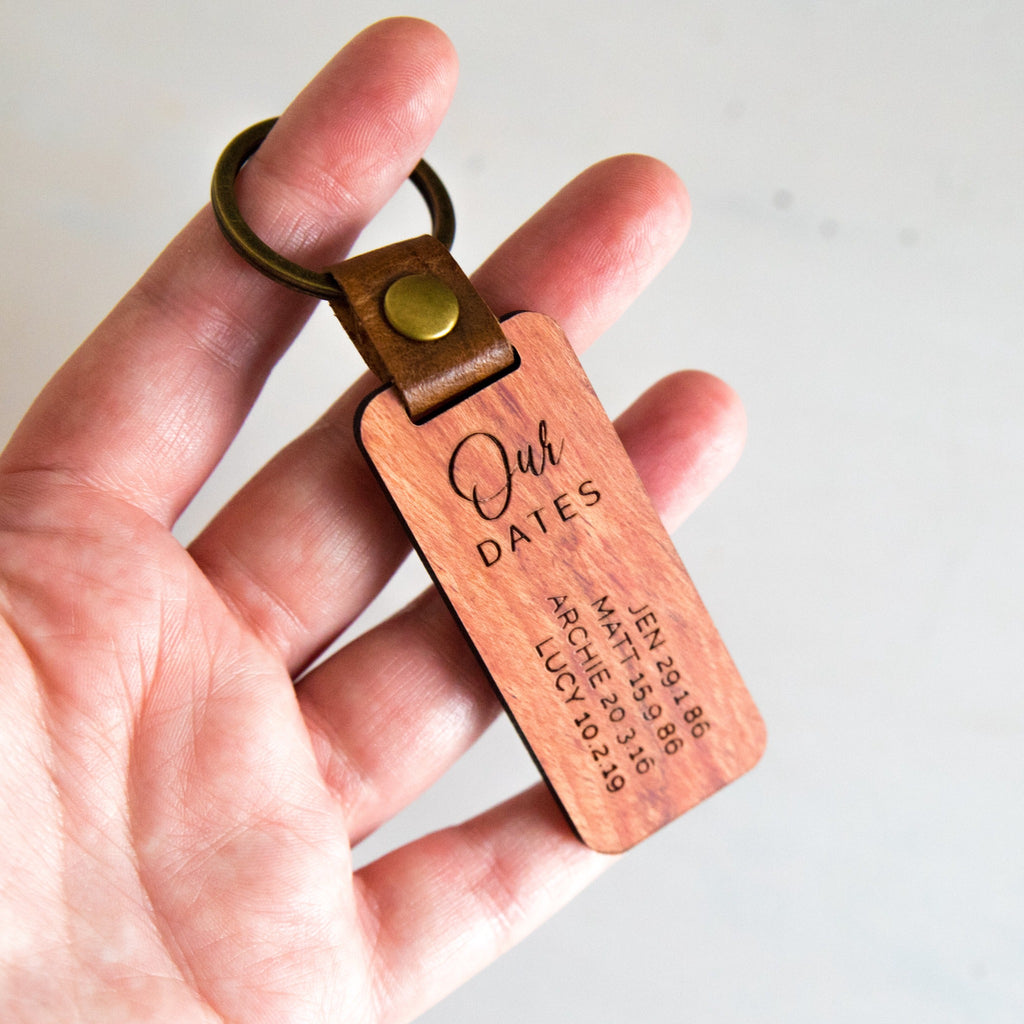 Our
DATES
JEN 29.1.86
MATT 15.9.86
ARCHIE 20.3.16
LUCY 10.2.19